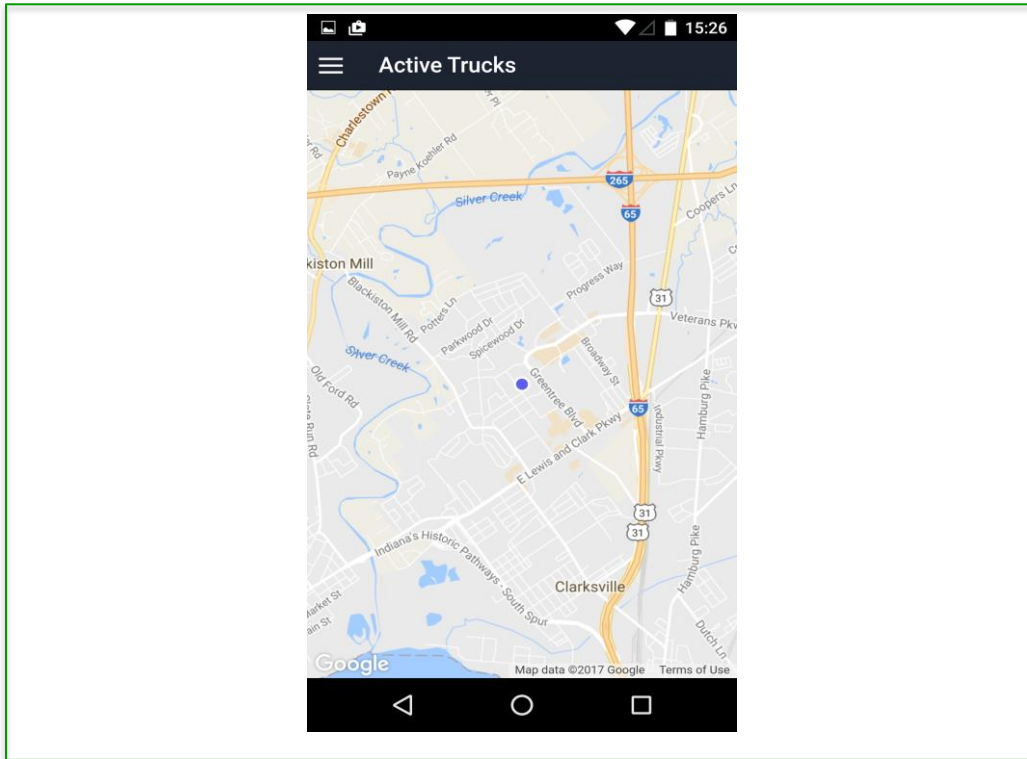 15:26
Active Trucks
Charlestown
Payne Koehler Rd
265
Silver Creek
65
Coopers Ln
kiston Mill
Progress Way
Blackiston Mill Rd
Potters Ln
31
Veterans Pkw
Parkwood Dr
Spicewood Dr
Silver Creek
Broadway St
Old Ford Rd
Greentree Blvd
Hamburg Pike
65
E Lewis and Clark Pkwy
Industrial Pkwy
31
31
Indiana's Historic Pathways - South Spur
Hamburg Pike
Clarksville
Market St
Dutch Ln
Google
Map data ©2017 Google
Terms of Use